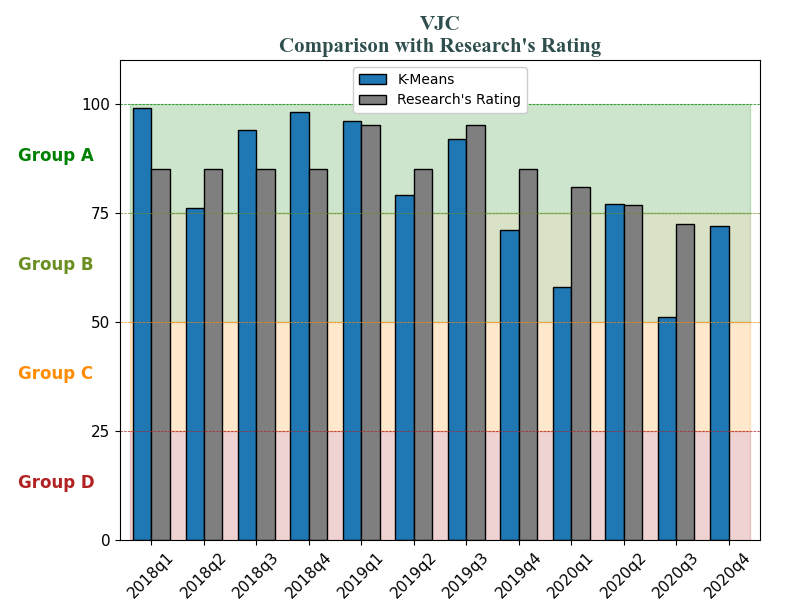 VJC
Comparison with Research's Rating
K-Means
Research's Rating
100
Group A
75
Group B
50
Group C
25
Group D
0
2018q1
2018q2
2018q3
2018q4
2019q1
2019q2
2019q3
2019q4
2020q1
2020q2
2020q3
2020q4